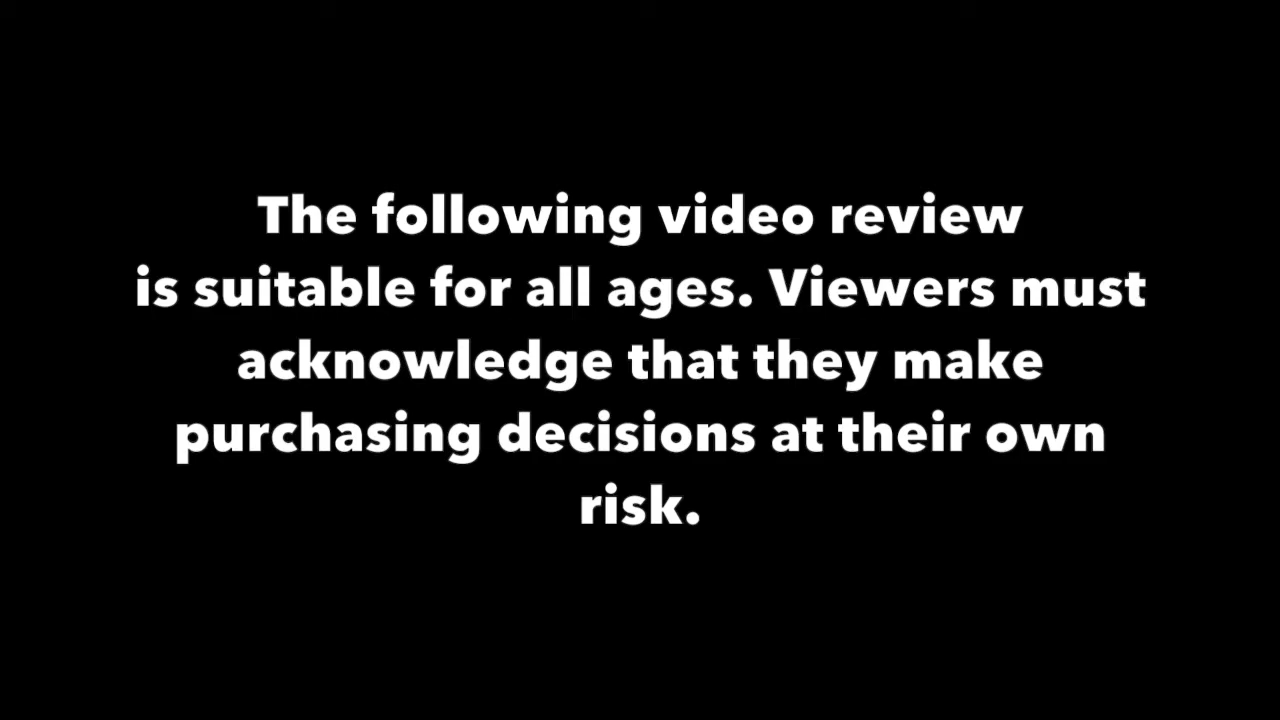 The following video review
is suitable for all ages. Viewers must
acknowledge that they make
purchasing decisions at their own
risk.